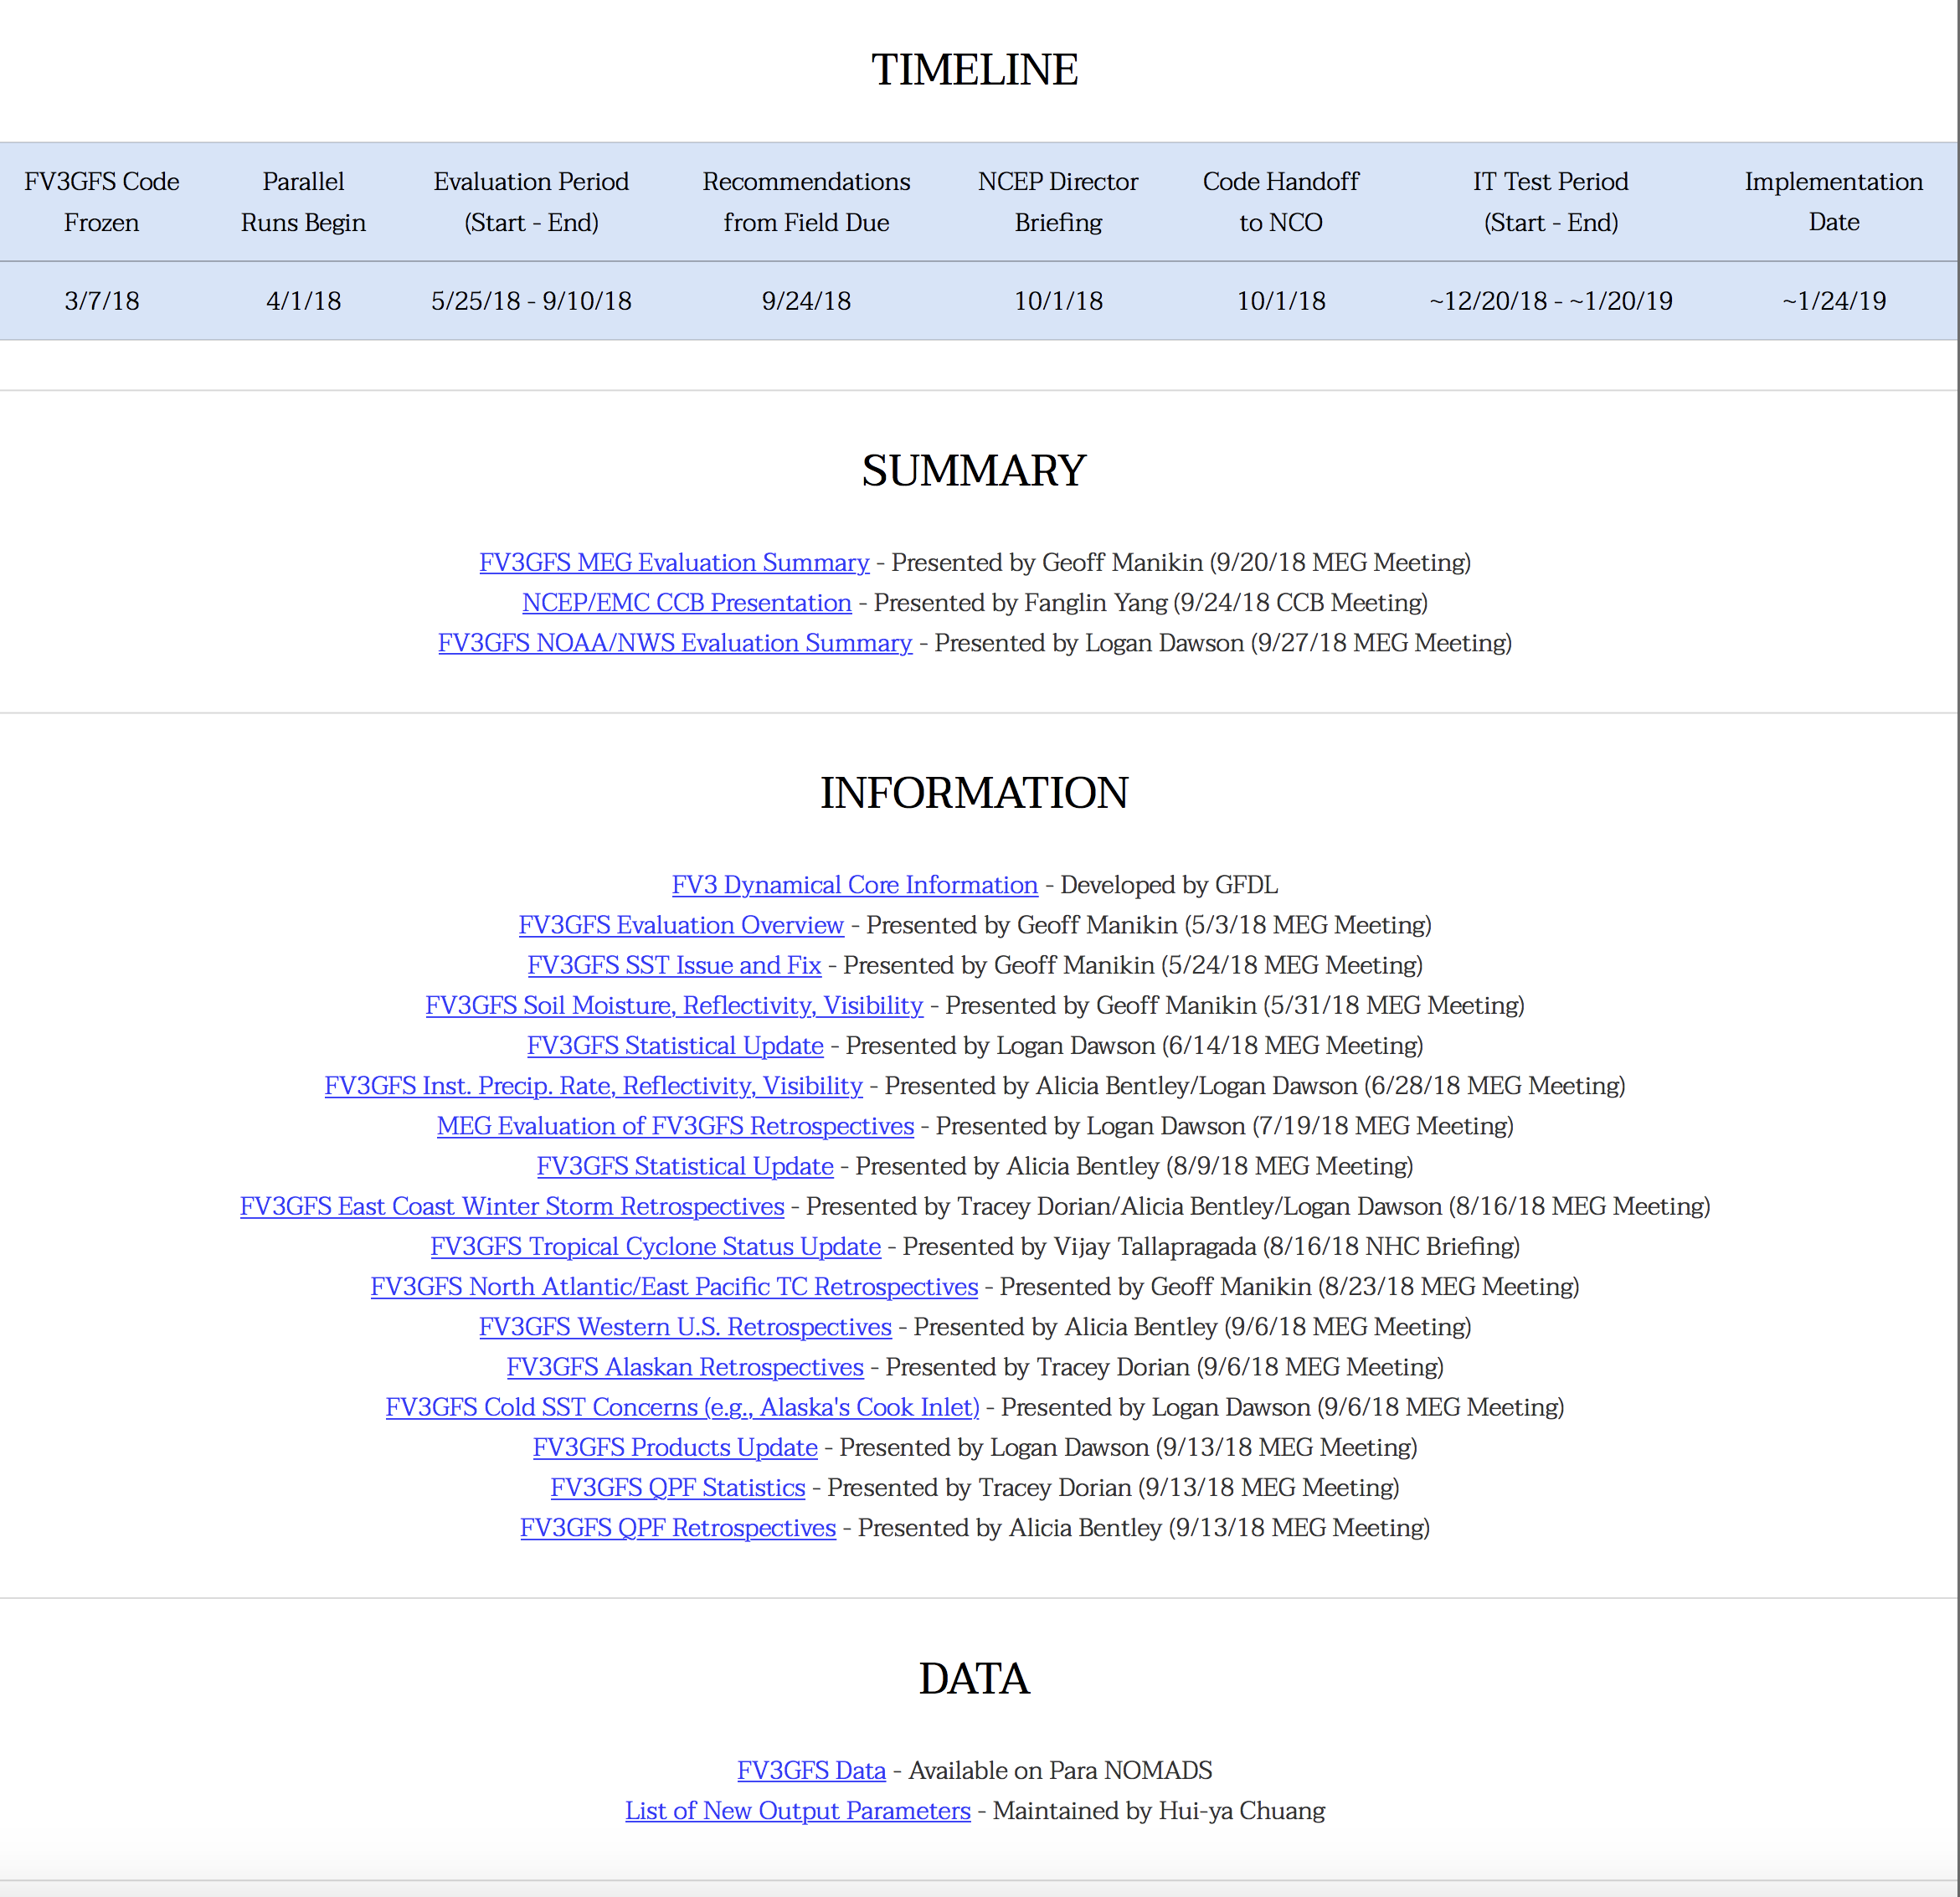 TIMELINE
FV3GFS Code Frozen
Parallel Runs Begin
Evaluation Period (Start - End)
Recommendations from Field Due
NCEP Director Briefing
Code Handoff to NCO
IT Test Period (Start - End)
Implementation Date
3/7/18
4/1/18
5/25/18 - 9/10/18
9/24/18
10/1/18
10/1/18
~12/20/18 - ~1/20/19
~1/24/19
SUMMARY
FV3GFS MEG Evaluation Summary - Presented by Geoff Manikin (9/20/18 MEG Meeting)
NCEP/EMC CCB Presentation - Presented by Fanglin Yang (9/24/18 CCB Meeting)
FV3GFS NOAA/NWS Evaluation Summary - Presented by Logan Dawson (9/27/18 MEG Meeting)
INFORMATION
FV3 Dynamical Core Information - Developed by GFDL
FV3GFS Evaluation Overview - Presented by Geoff Manikin (5/3/18 MEG Meeting)
FV3GFS SST Issue and Fix - Presented by Geoff Manikin (5/24/18 MEG Meeting)
FV3GFS Soil Moisture, Reflectivity, Visibility - Presented by Geoff Manikin (5/31/18 MEG Meeting)
FV3GFS Statistical Update - Presented by Logan Dawson (6/14/18 MEG Meeting)
FV3GFS Inst. Precip. Rate, Reflectivity, Visibility - Presented by Alicia Bentley/Logan Dawson (6/28/18 MEG Meeting)
MEG Evaluation of FV3GFS Retrospectives - Presented by Logan Dawson (7/19/18 MEG Meeting)
FV3GFS Statistical Update - Presented by Alicia Bentley (8/9/18 MEG Meeting)
FV3GFS East Coast Winter Storm Retrospectives - Presented by Tracey Dorian/Alicia Bentley/Logan Dawson (8/16/18 MEG Meeting)
FV3GFS Tropical Cyclone Status Update - Presented by Vijay Tallapragada (8/16/18 NHC Briefing)
FV3GFS North Atlantic/East Pacific TC Retrospectives - Presented by Geoff Manikin (8/23/18 MEG Meeting)
FV3GFS Western U.S. Retrospectives - Presented by Alicia Bentley (9/6/18 MEG Meeting)
FV3GFS Alaskan Retrospectives - Presented by Tracey Dorian (9/6/18 MEG Meeting)
FV3GFS Cold SST Concerns (e.g., Alaska's Cook Inlet) - Presented by Logan Dawson (9/6/18 MEG Meeting)
FV3GFS Products Update - Presented by Logan Dawson (9/13/18 MEG Meeting)
FV3GFS QPF Statistics - Presented by Tracey Dorian (9/13/18 MEG Meeting)
FV3GFS QPF Retrospectives - Presented by Alicia Bentley (9/13/18 MEG Meeting)
DATA
FV3GFS Data - Available on Para NOMADS
List of New Output Parameters - Maintained by Hui-ya Chuang